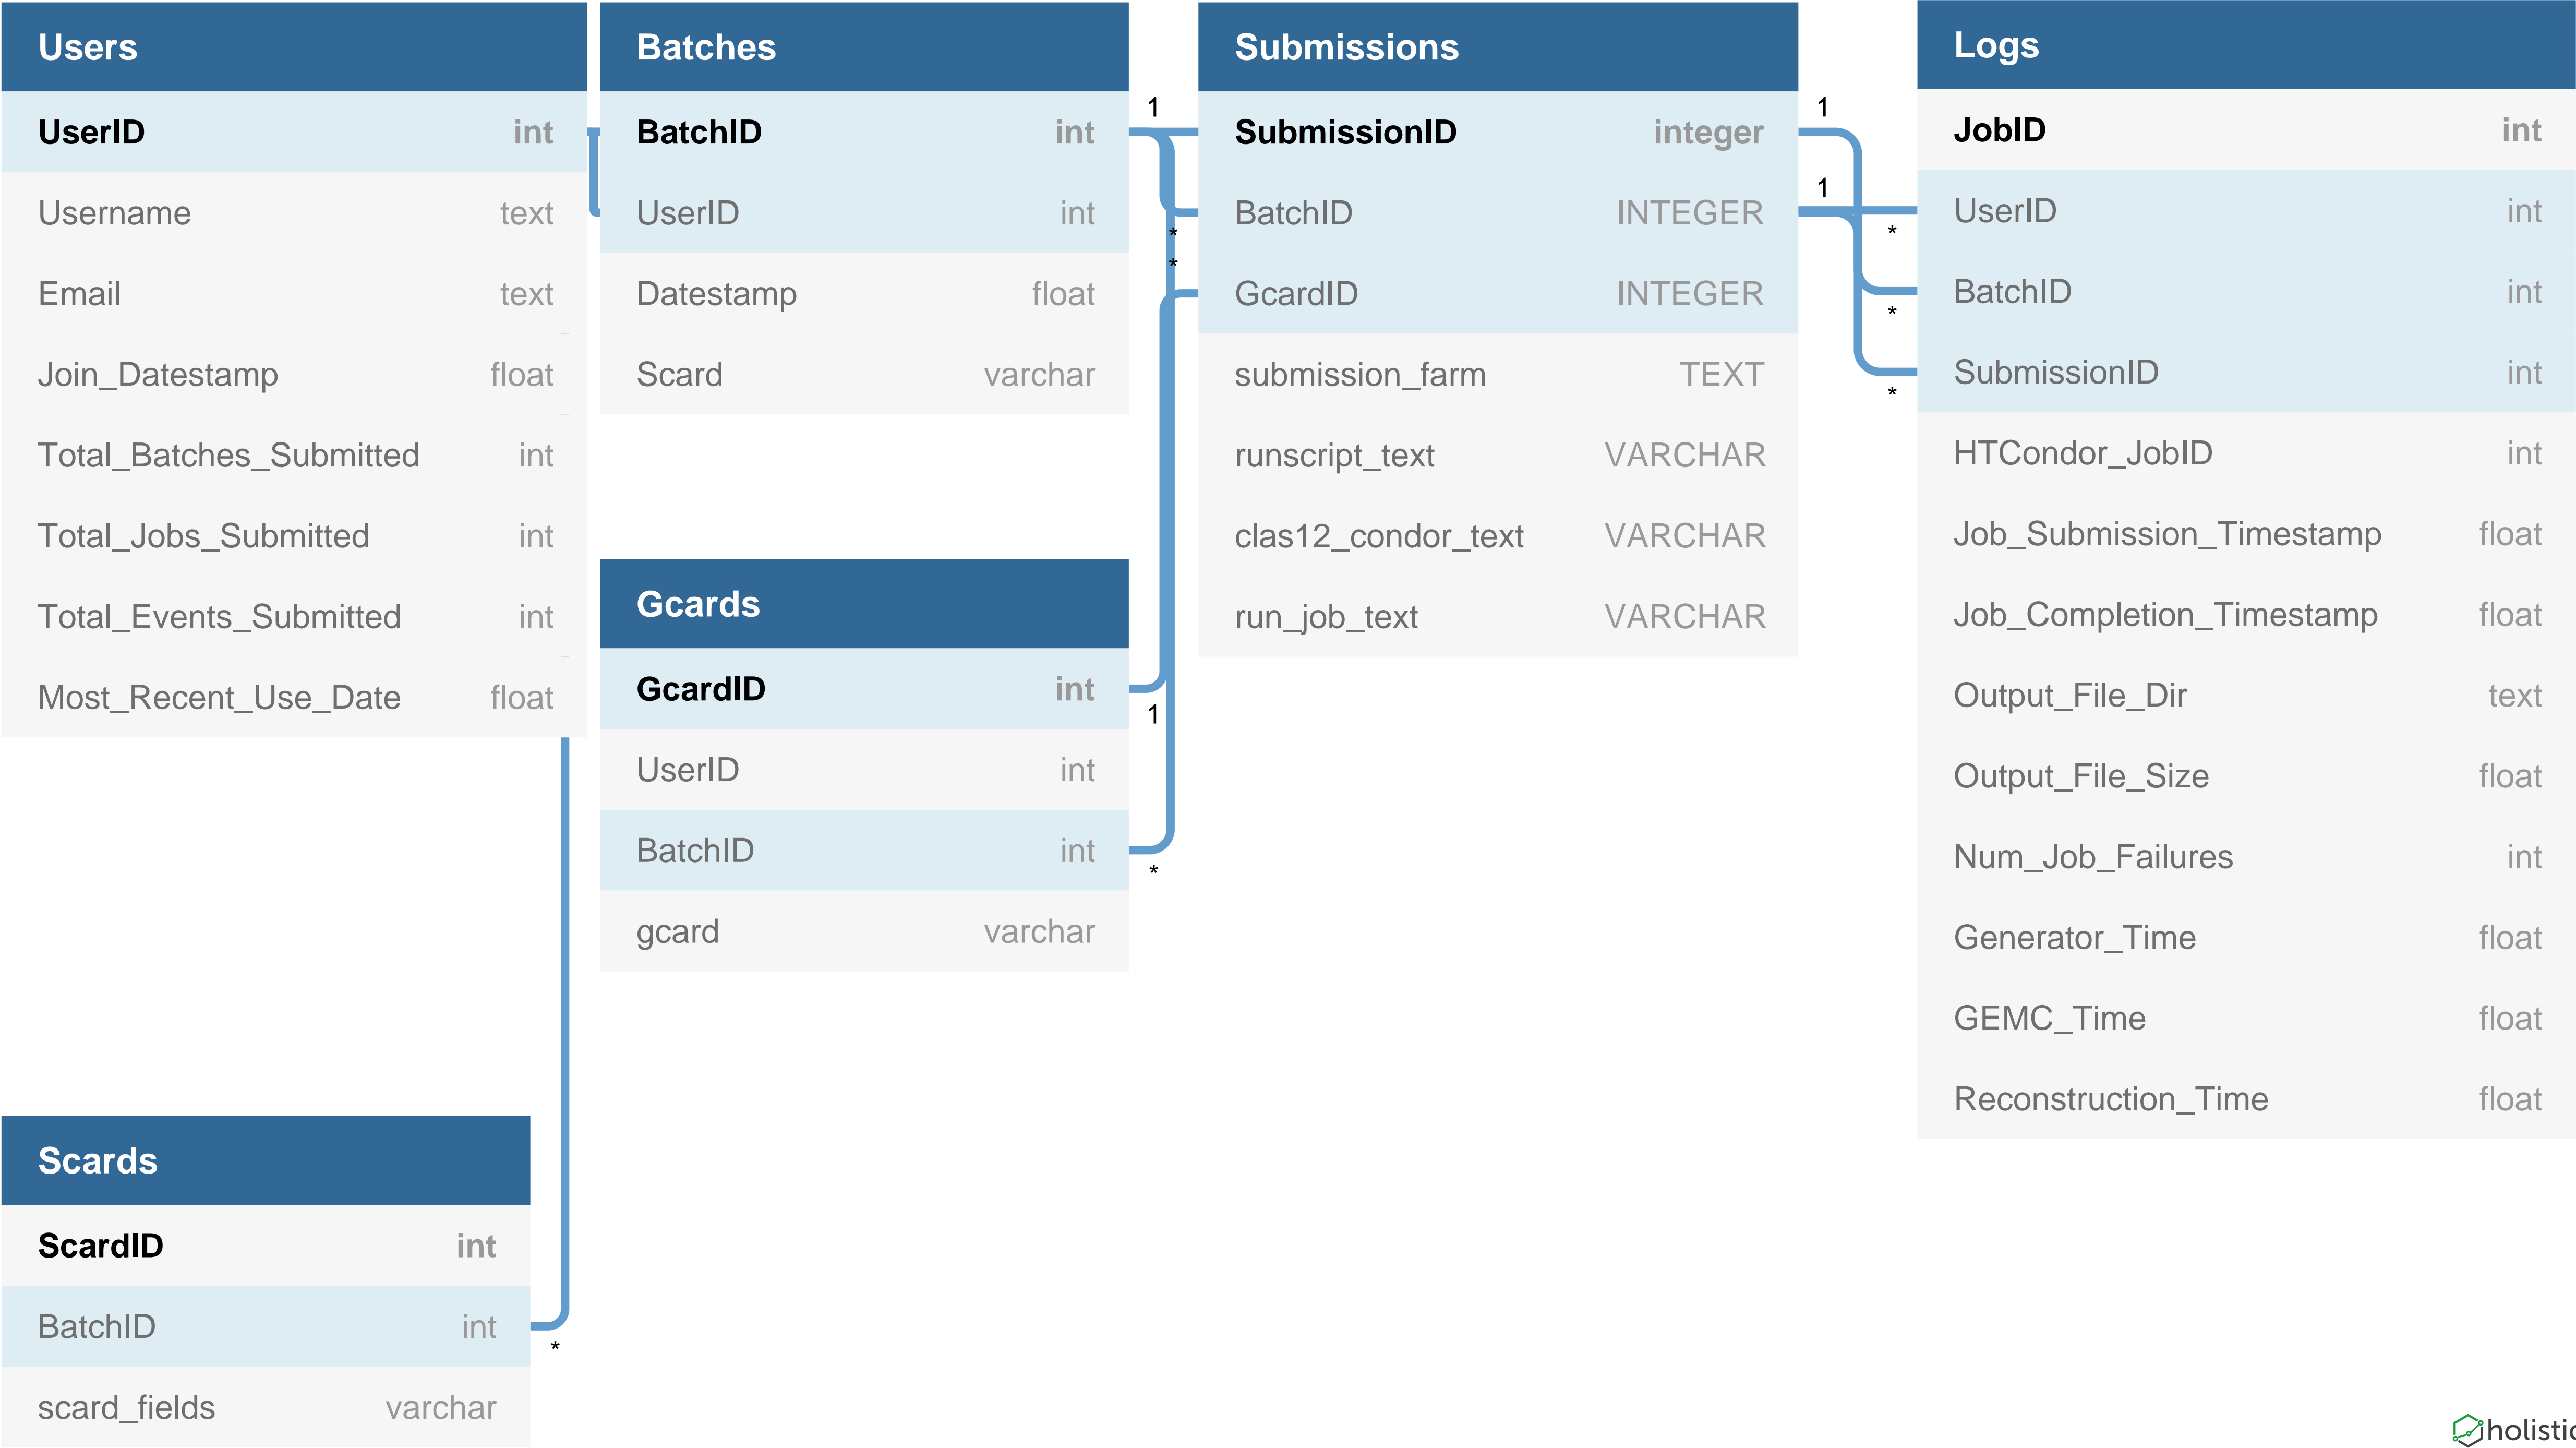 Users
UserID int
Username text
Email text
Join_Datestamp float
Total_Batches_Submitted int
Total_Jobs_Submitted int
Total_Events_Submitted int
Most_Recent_Use_Date float
Batches
BatchID int
UserID int
Datestamp float
Scard varchar
1
*
*
Gcards
GcardID int
1
UserID int
BatchID int
*
gcard varchar
Submissions
SubmissionID integer
BatchID INTEGER
GcardID INTEGER
submission_farm TEXT
runscript_text VARCHAR
clas12_condor_text VARCHAR
run_job_text VARCHAR
1
1
*
*
*
Logs
JobID int
UserID int
BatchID int
SubmissionID int
HTCondor_JobID int
Job_Submission_Timestamp float
Job_Completion_Timestamp float
Output_File_Dir text
Output_File_Size float
Num_Job_Failures int
Generator_Time float
GEMC_Time float
Reconstruction_Time float
Scards
ScardID int
BatchID int
*
scard_fields varchar